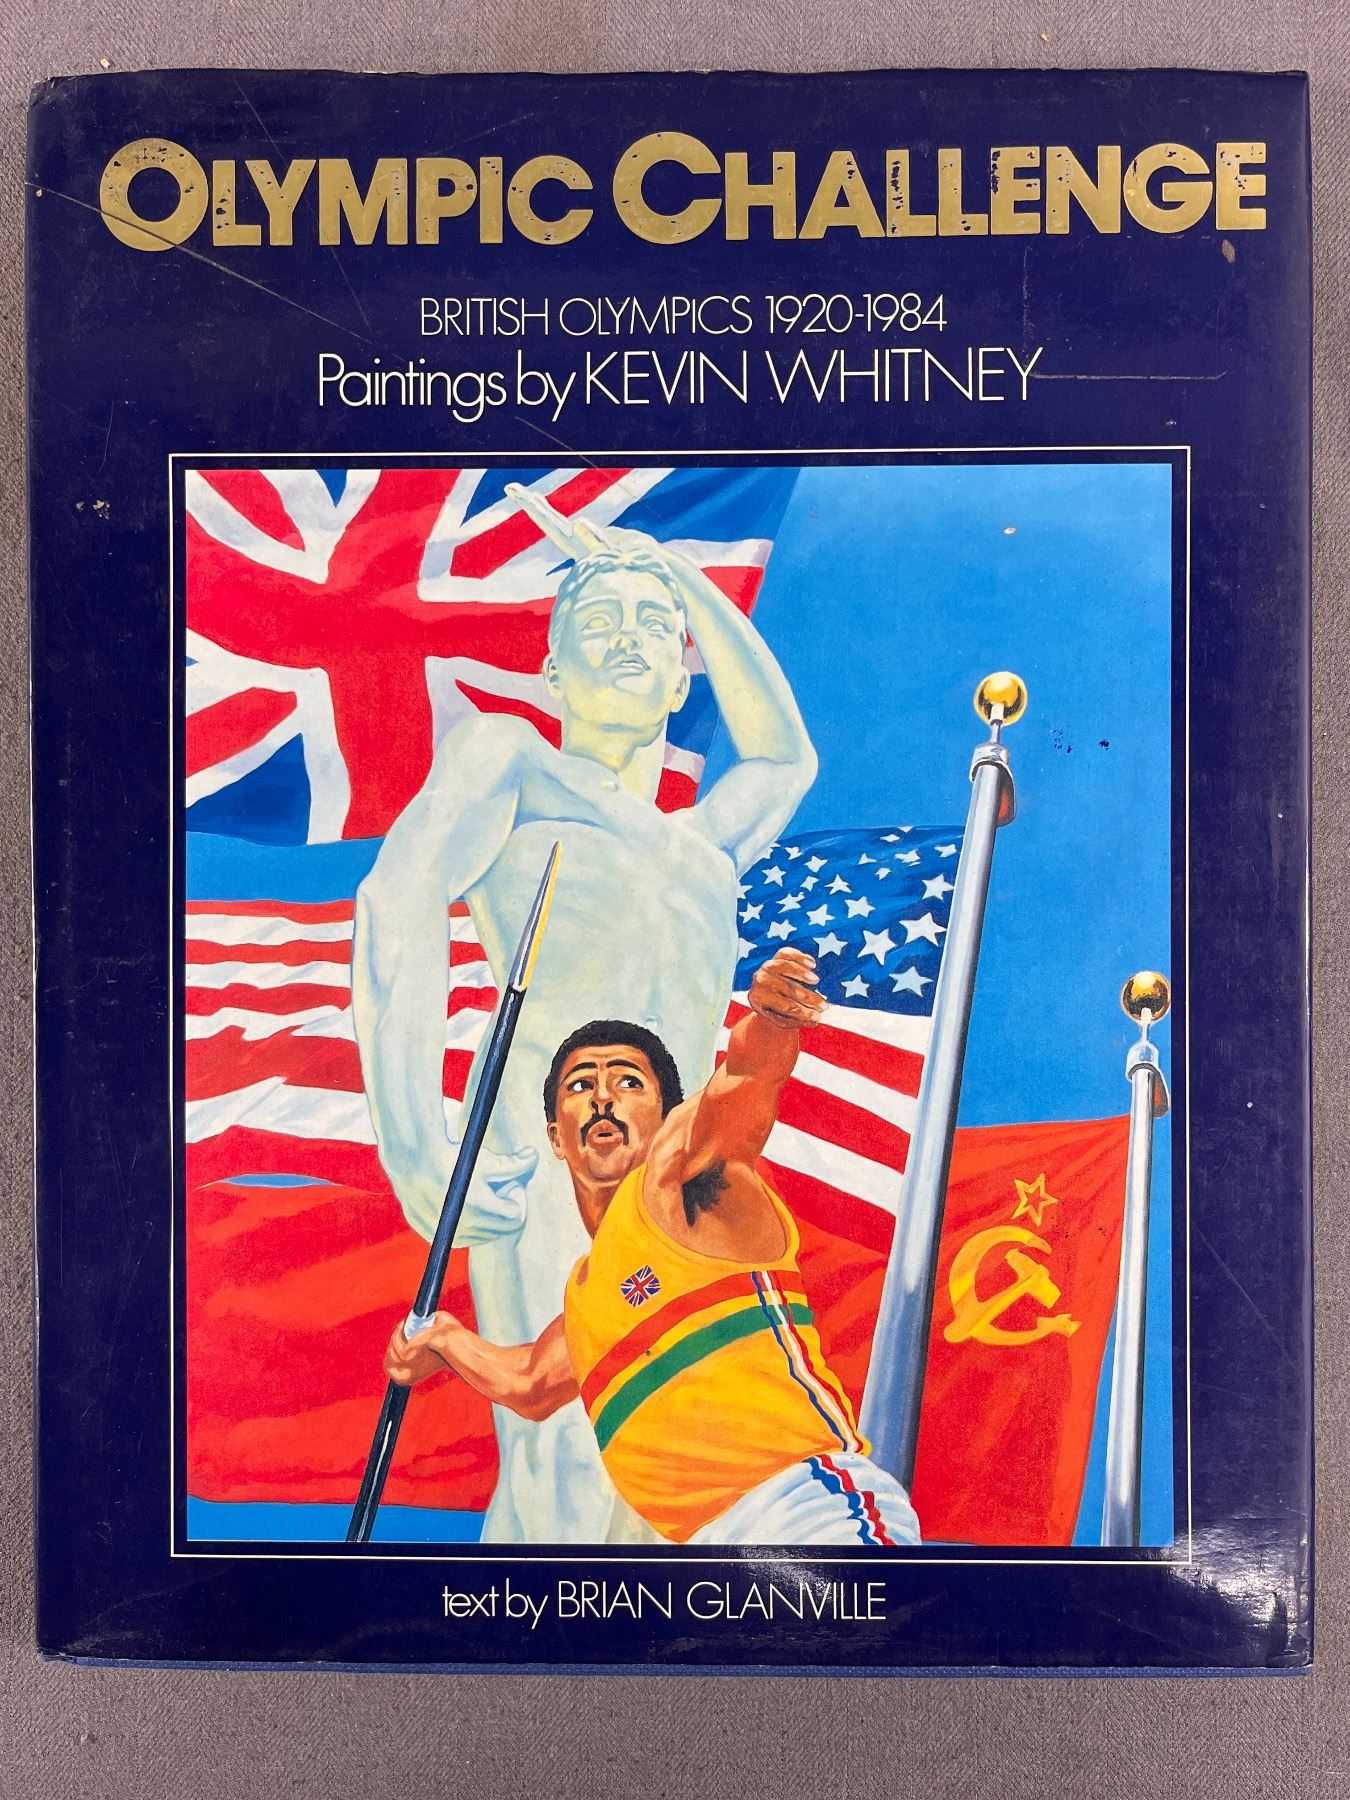 OLYMPIC CHALLENGE
BRITISH OLYMPICS 1920-1984
Paintings by KEVIN WHITNEY
text by BRIAN GLANVILLE